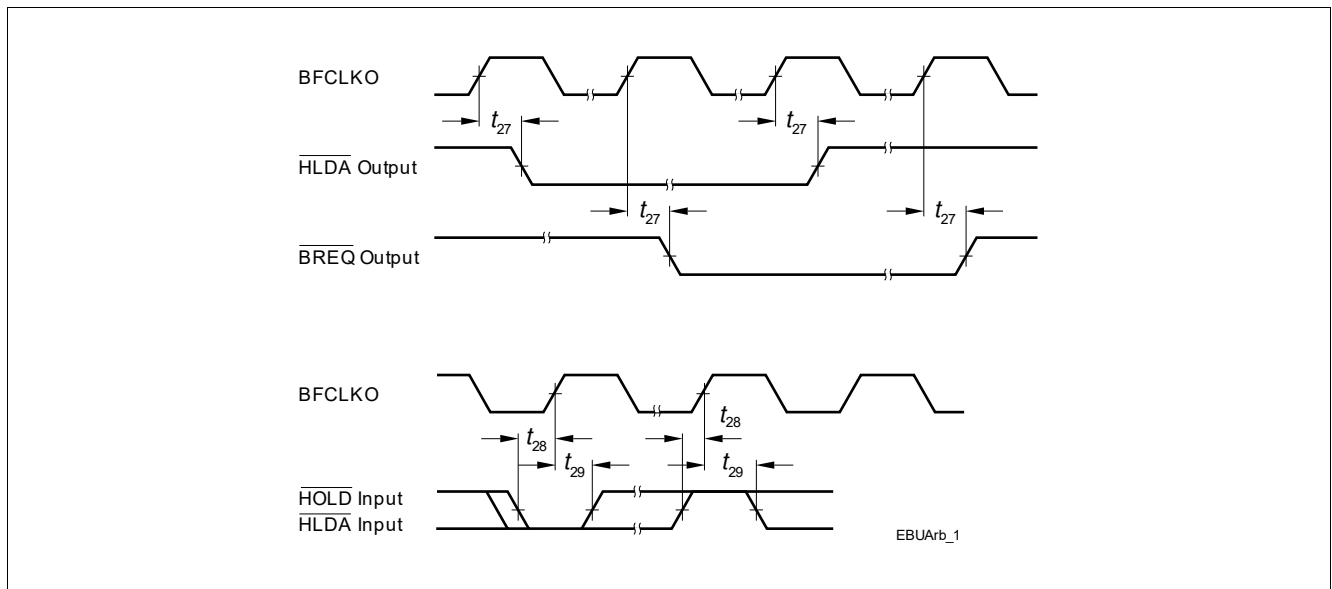 BFCLKO
t27
t27
HLDA Output
t27
t27
BREQ Output
BFCLKO
t28
t28
t29
t29
HOLD Input
HLDA Input
EBUArb_1